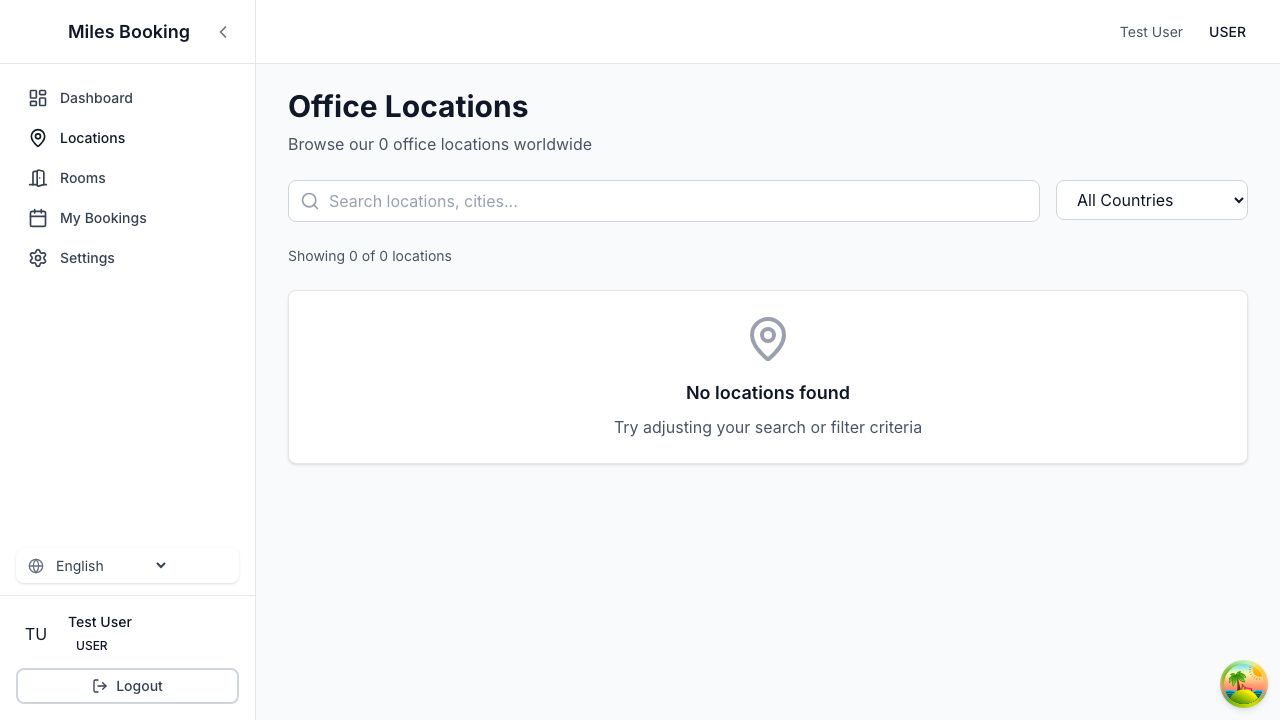 Miles Booking
Test User
USER
Dashboard
Locations
Rooms
My Bookings
Settings
Office Locations
Browse our 0 office locations worldwide
Search locations, cities...
All Countries
Showing 0 of 0 locations
No locations found
Try adjusting your search or filter criteria
English
TU
Test User
USER
Logout